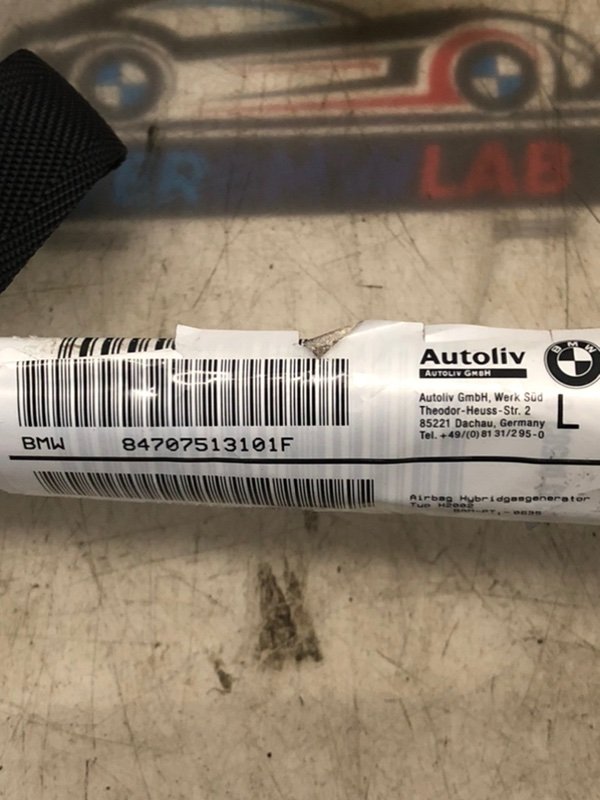 LAB
Autoliv
AUTOLIV GMBH
BMW
Autoliv GmbH, Werk Süd
Theodor-Heuss-Str. 2
85221 Dachau, Germany
Tel. +49/(0)8131/295-0
L
BMW 84707513101F
Airbag Hybridgasgenerator
Typ H2002